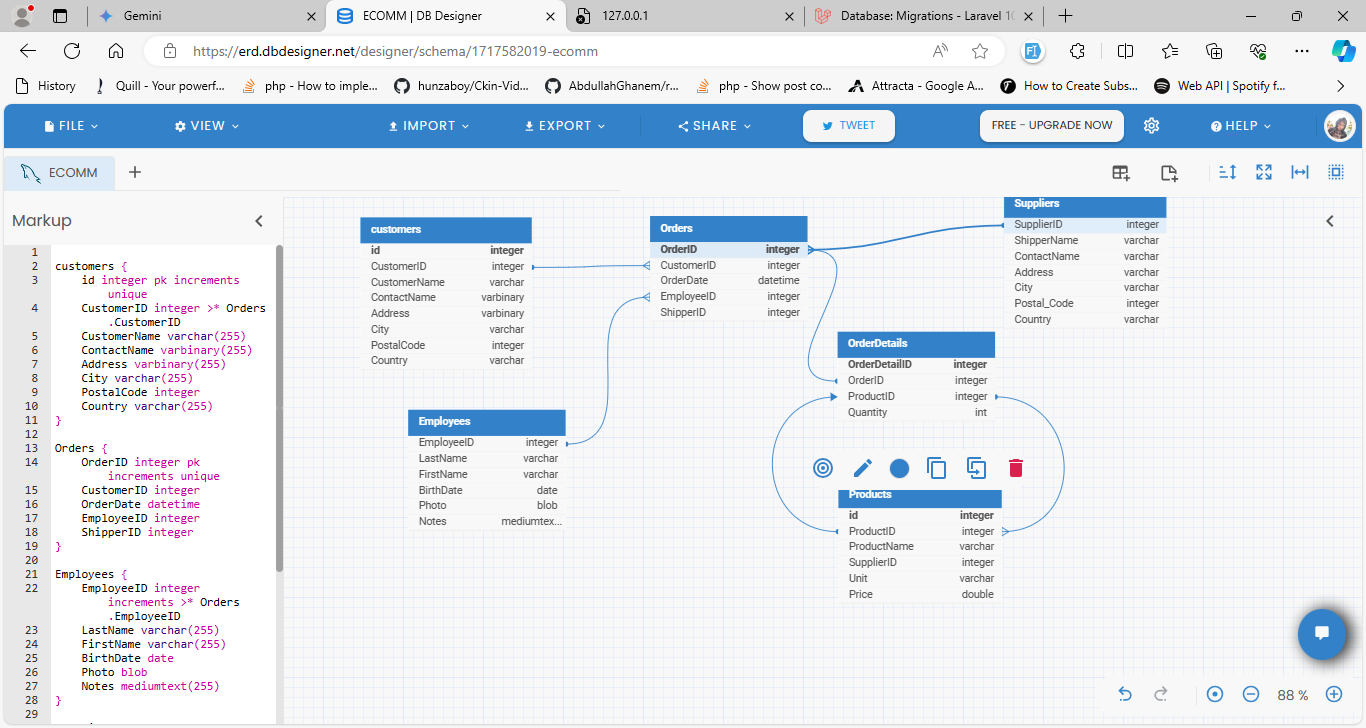 Gemini
ECOMM | DB Designer
127.0.0.1
Database: Migrations - Laravel 10
https://erd.dbdesigner.net/designer/schema/1717582019-ecomm
History
Quill - Your powerf...
php - How to imple...
hunzaboy/Ckin-Vid...
AbdullahGhanem/r...
php - Show post co...
Attracta - Google A...
How to Create Subs...
Web API | Spotify f...
FILE
VIEW
IMPORT
EXPORT
SHARE
TWEET
FREE - UPGRADE NOW
HELP
ECOMM
Markup
1
2 customers {
3 id integer pk increments
unique
4 CustomerID integer >* Orders
.CustomerID
5 CustomerName varchar(255)
6 ContactName varbinary(255)
7 Address varbinary(255)
8 City varchar(255)
9 PostalCode integer
10 Country varchar(255)
11 }
12
13 Orders {
14 OrderID integer pk
increments unique
15 CustomerID integer
16 OrderDate datetime
17 EmployeeID integer
18 ShipperID integer
19 }
20
21 Employees {
22 EmployeeID integer
increments >* Orders
.EmployeeID
23 LastName varchar(255)
24 FirstName varchar(255)
25 BirthDate date
26 Photo blob
27 Notes mediumtext(255)
28 }
29
customers
id integer
CustomerID integer
CustomerName varchar
ContactName varbinary
Address varbinary
City varchar
PostalCode integer
Country varchar
Orders
OrderID integer
CustomerID integer
OrderDate datetime
EmployeeID integer
ShipperID integer
Suppliers
SupplierID integer
ShipperName varchar
ContactName varchar
Address varchar
City varchar
Postal_Code integer
Country varchar
OrderDetails
OrderDetailID integer
OrderID integer
ProductID integer
Quantity int
Employees
EmployeeID integer
LastName varchar
FirstName varchar
BirthDate date
Photo blob
Notes mediumtex...
Products
id integer
ProductID integer
ProductName varchar
SupplierID integer
Unit varchar
Price double
88 %